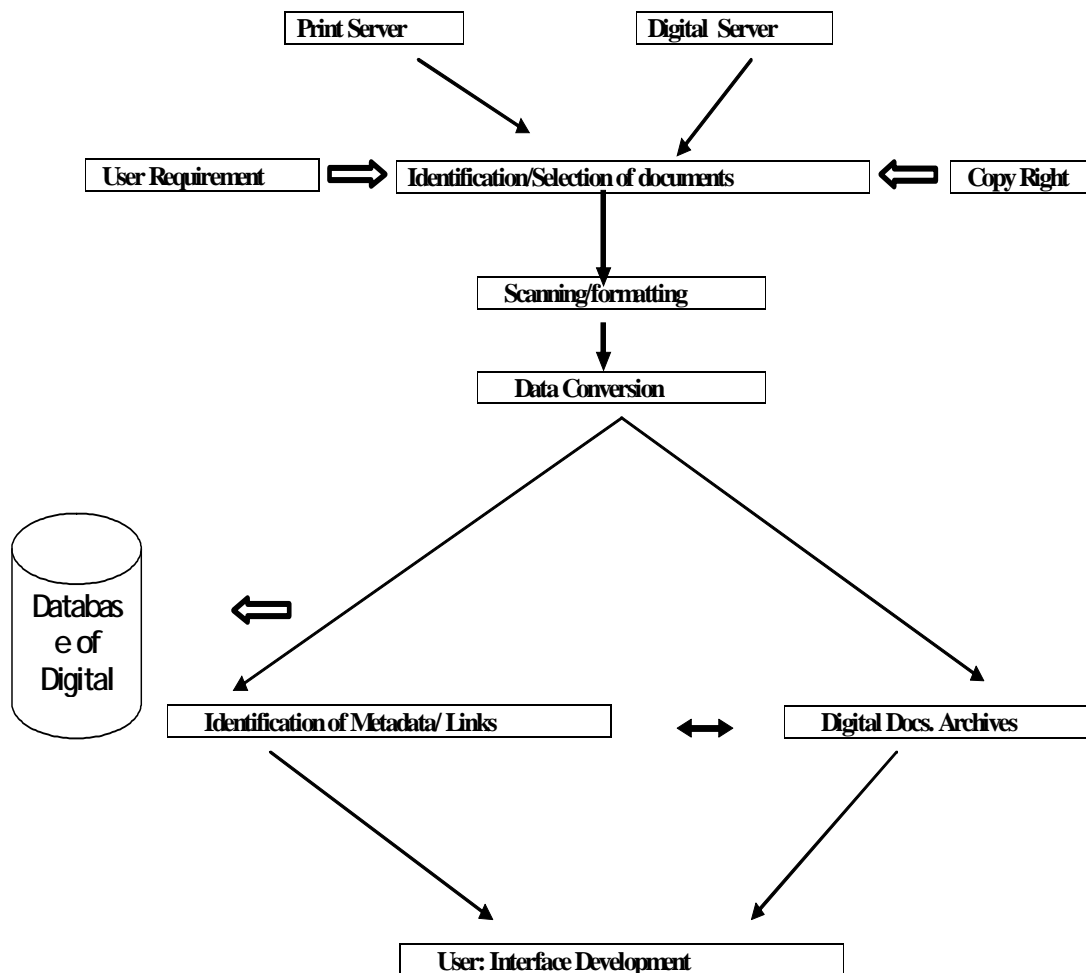 Print Server
Digital Server
User Requirement
Identification/Selection of documents
Copy Right
Scanning/formatting
Data Conversion
Databas
e of
Digital
Identification of Metadata/ Links
Digital Docs. Archives
User: Interface Development